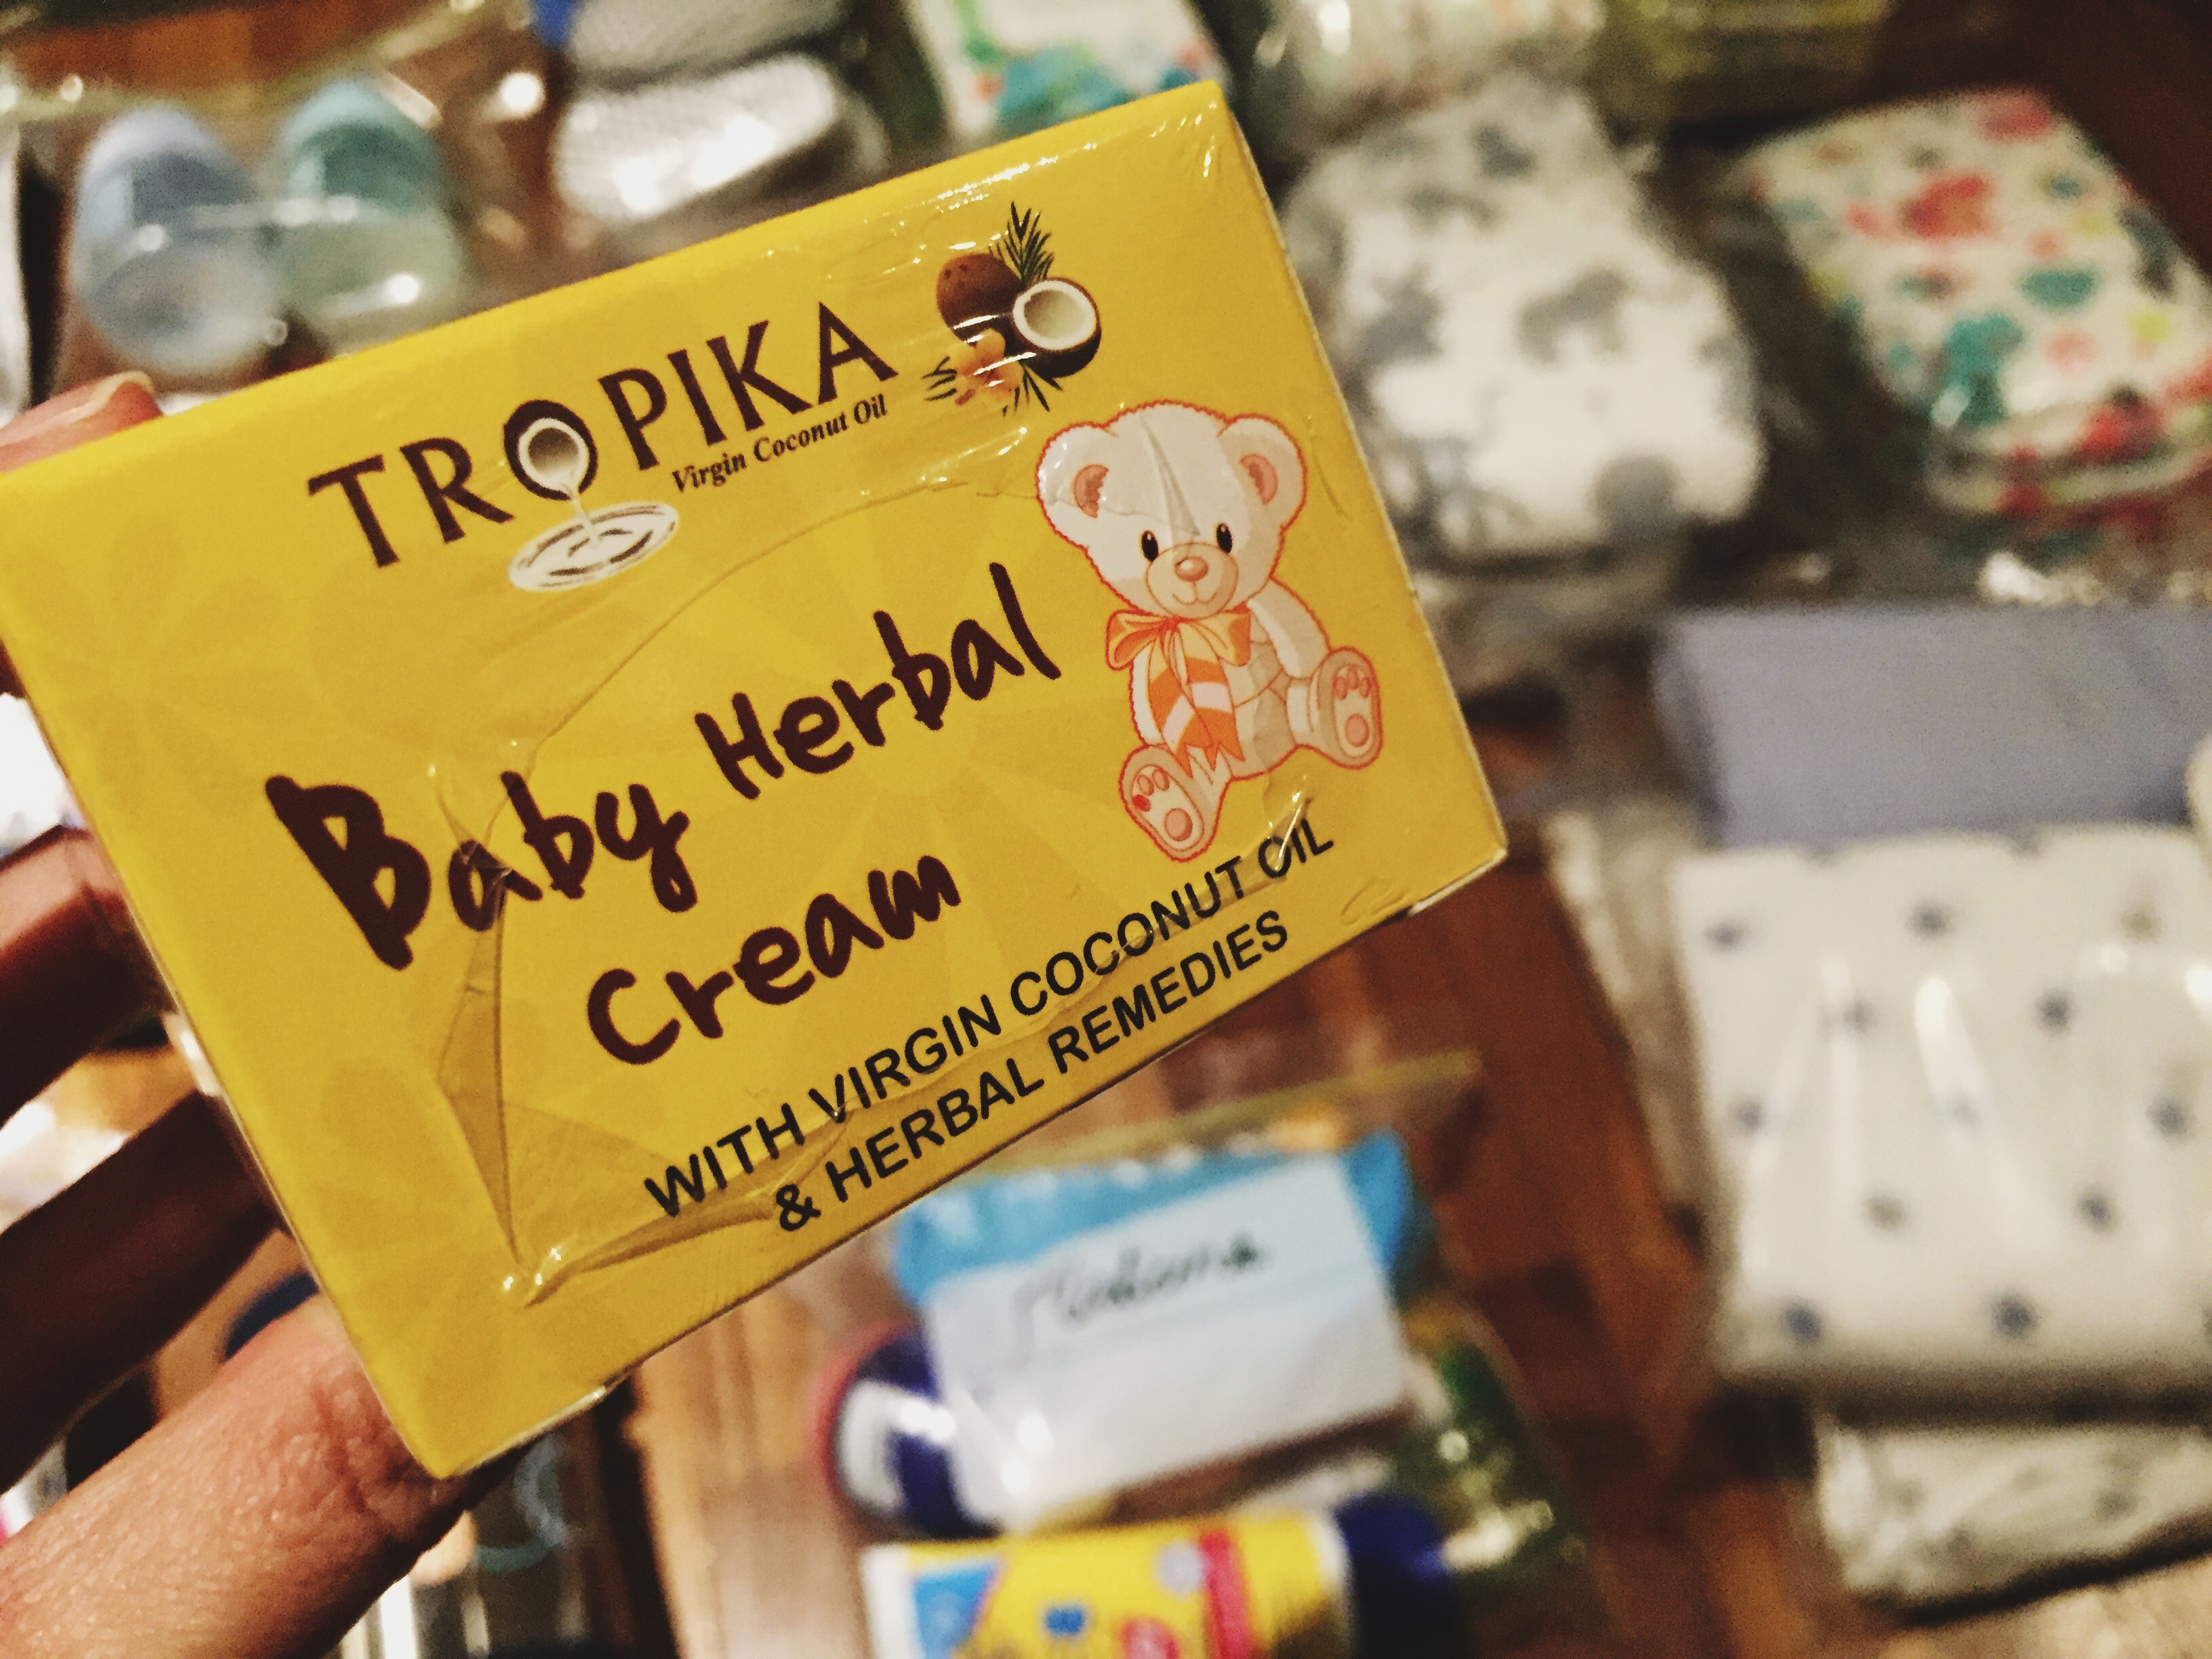 TROPIKA
Virgin Coconut Oil
Baby Herbal
Cream
WITH VIRGIN COCONUT OIL
& HERBAL REMEDIES